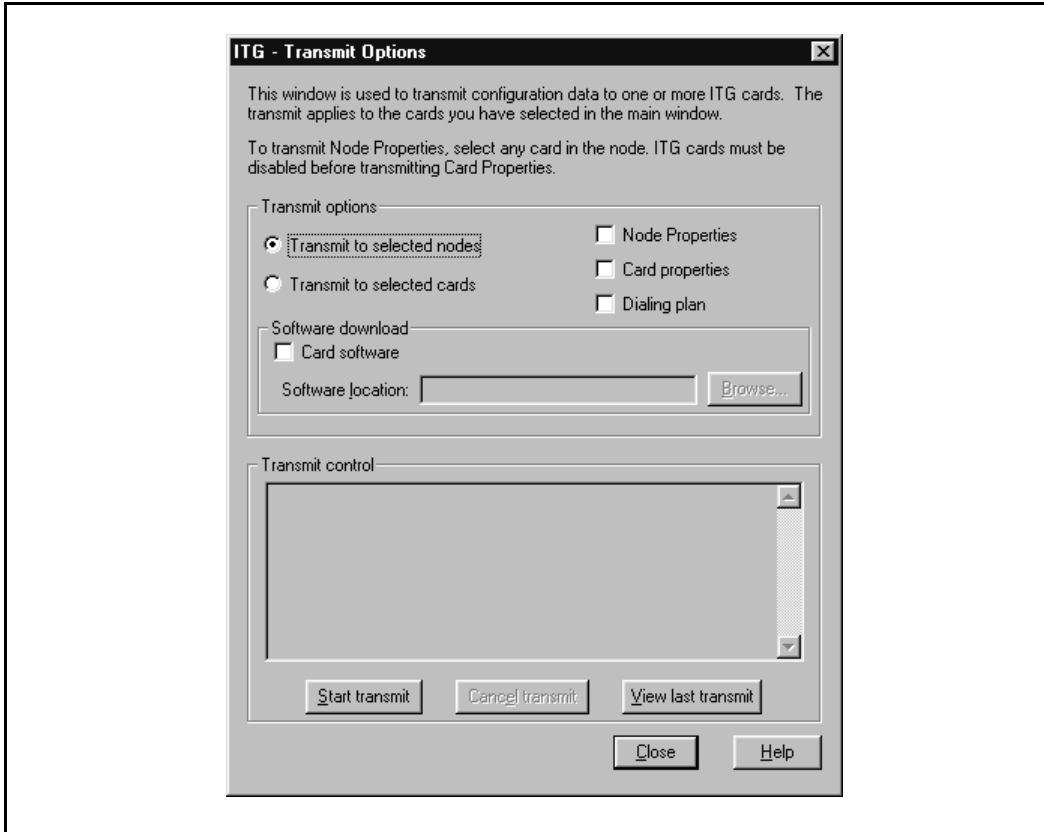 ITG - Transmit Options
This window is used to transmit configuration data to one or more ITG cards. The
transmit applies to the cards you have selected in the main window.
To transmit Node Properties, select any card in the node. ITG cards must be
disabled before transmitting Card Properties.
Transmit options
Transmit to selected nodes
Node Properties
Transmit to selected cards
Card properties
Dialing plan
Software download
Card software
Software location:
Browse...
Transmit control
Start transmit
Cancel transmit
View last transmit
Close
Help